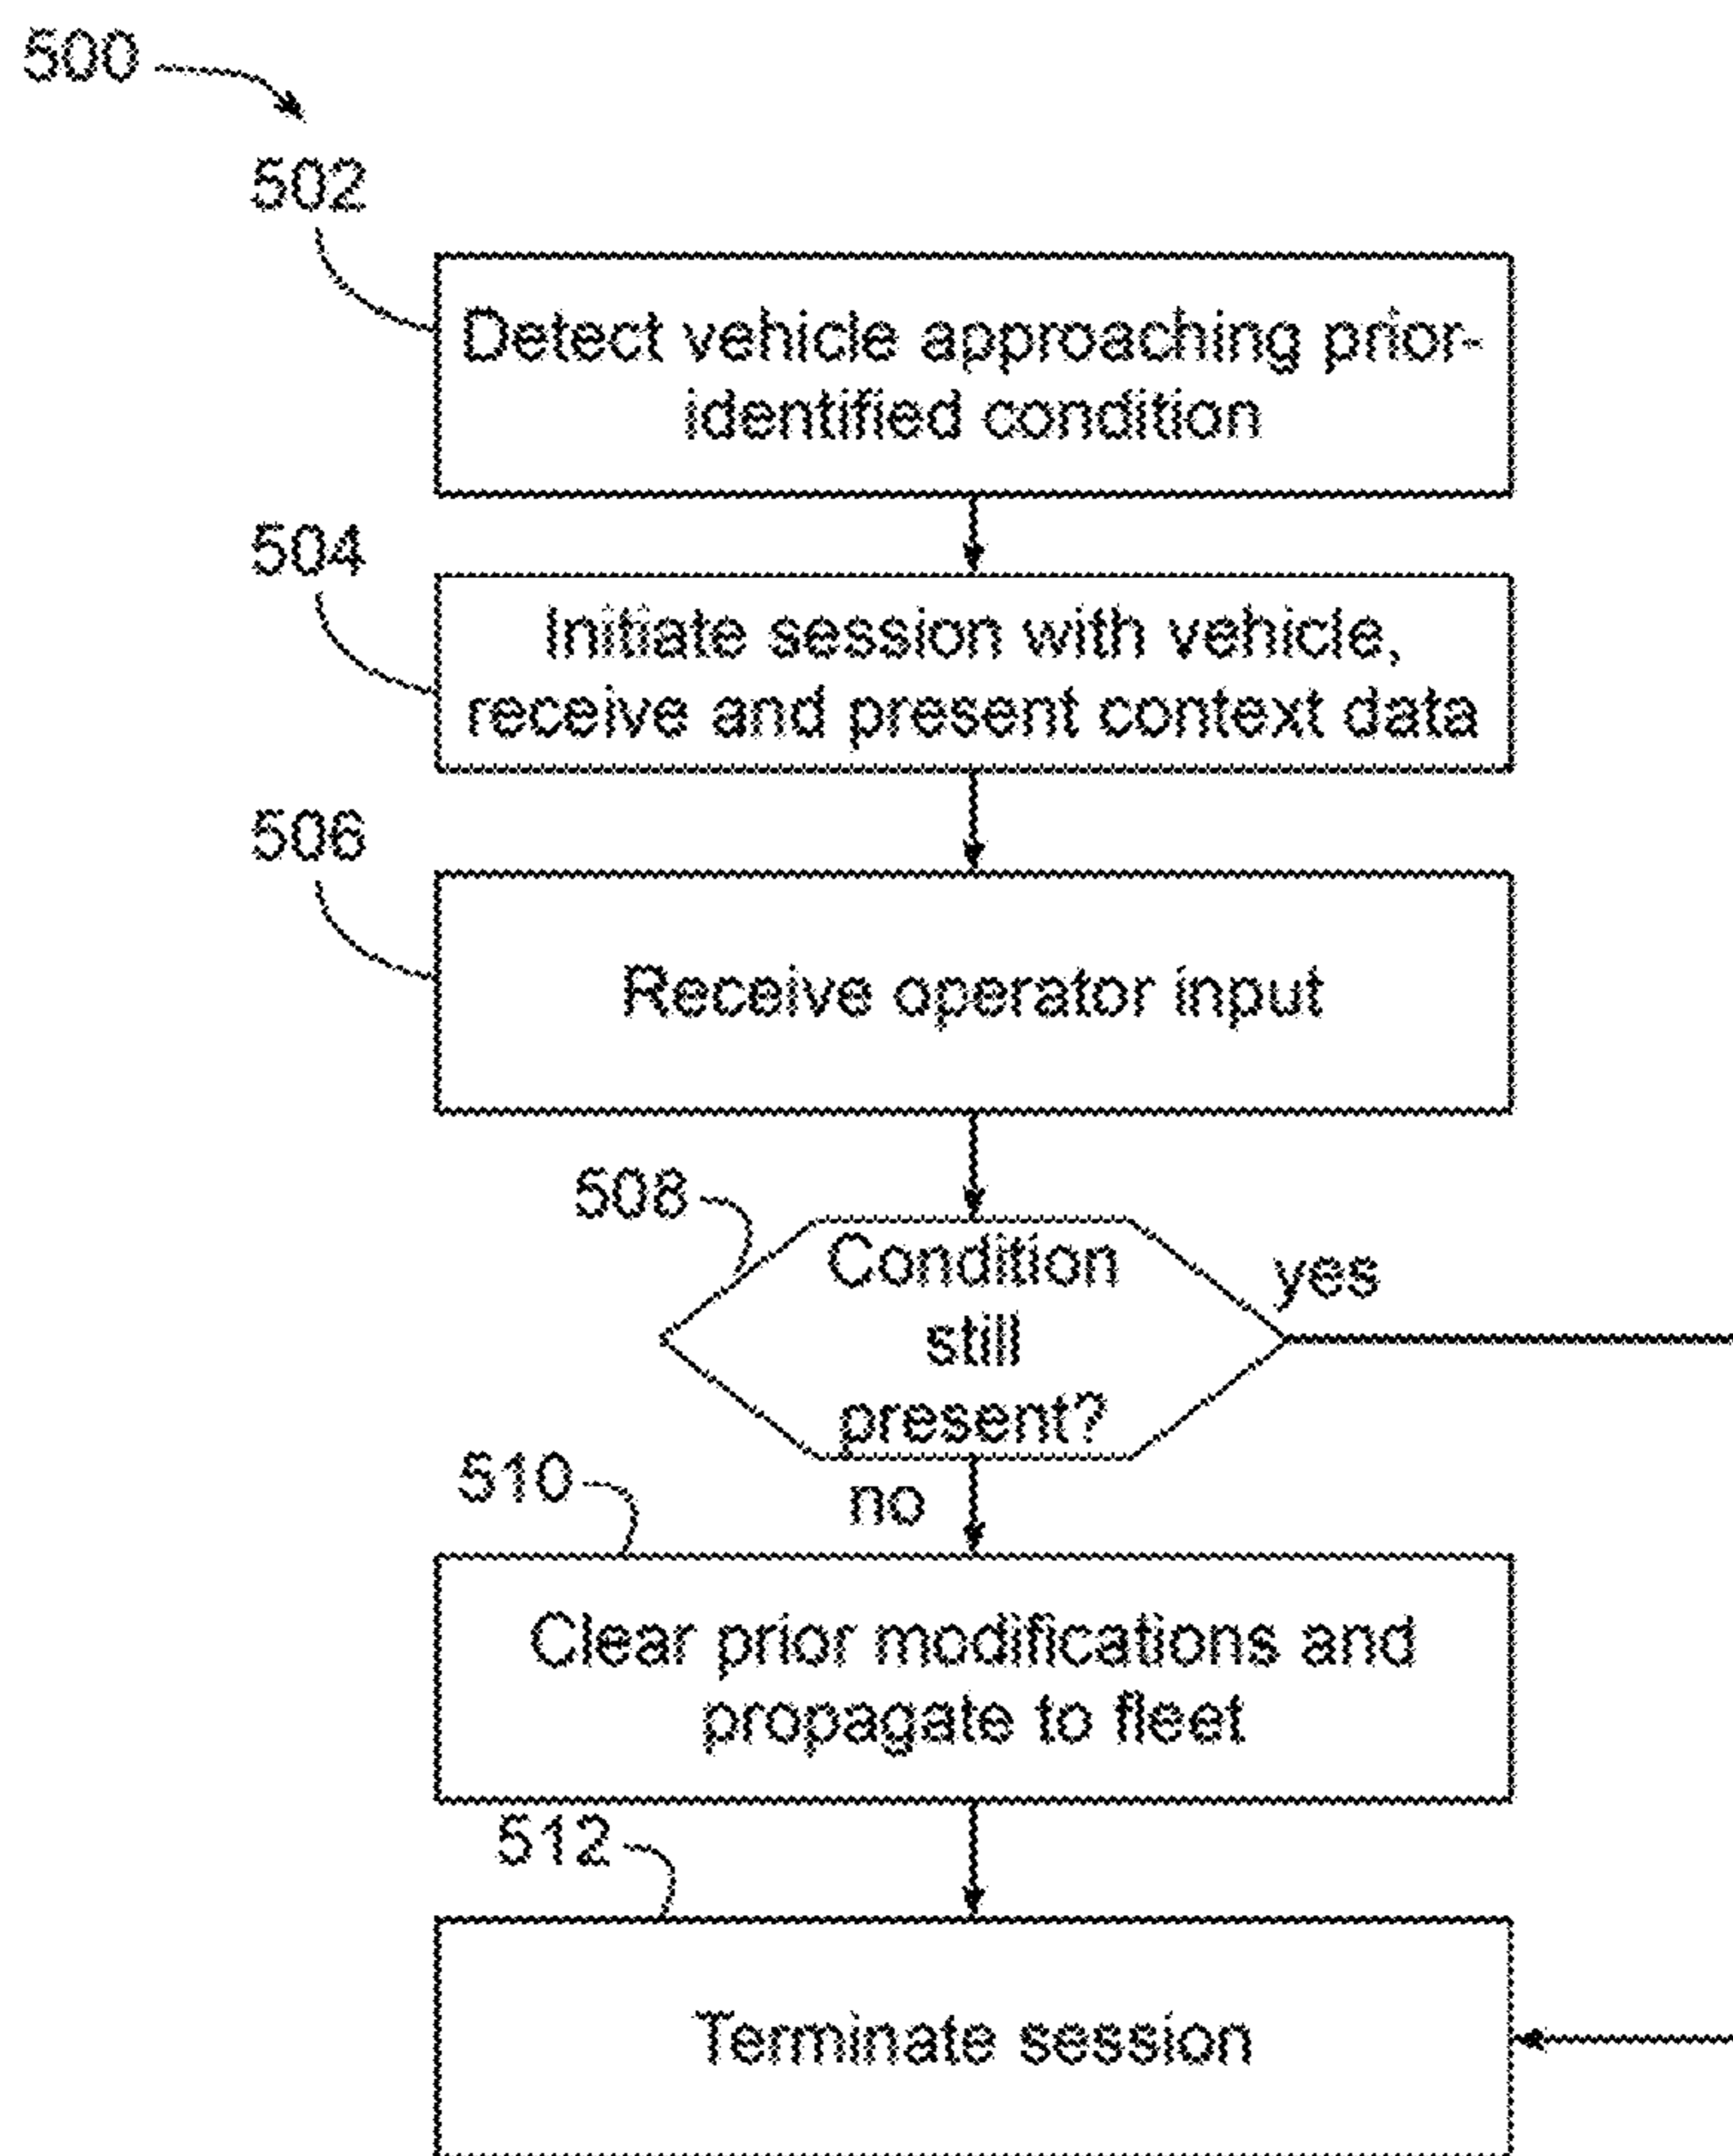 500
502
Detect vehicle approaching prior-
identified condition
504
Initiate session with vehicle,
receive and present context data
506
Receive operator input
508
Condition
still
present?
yes
no
510
Clear prior modifications and
propagate to fleet
512
Terminate session